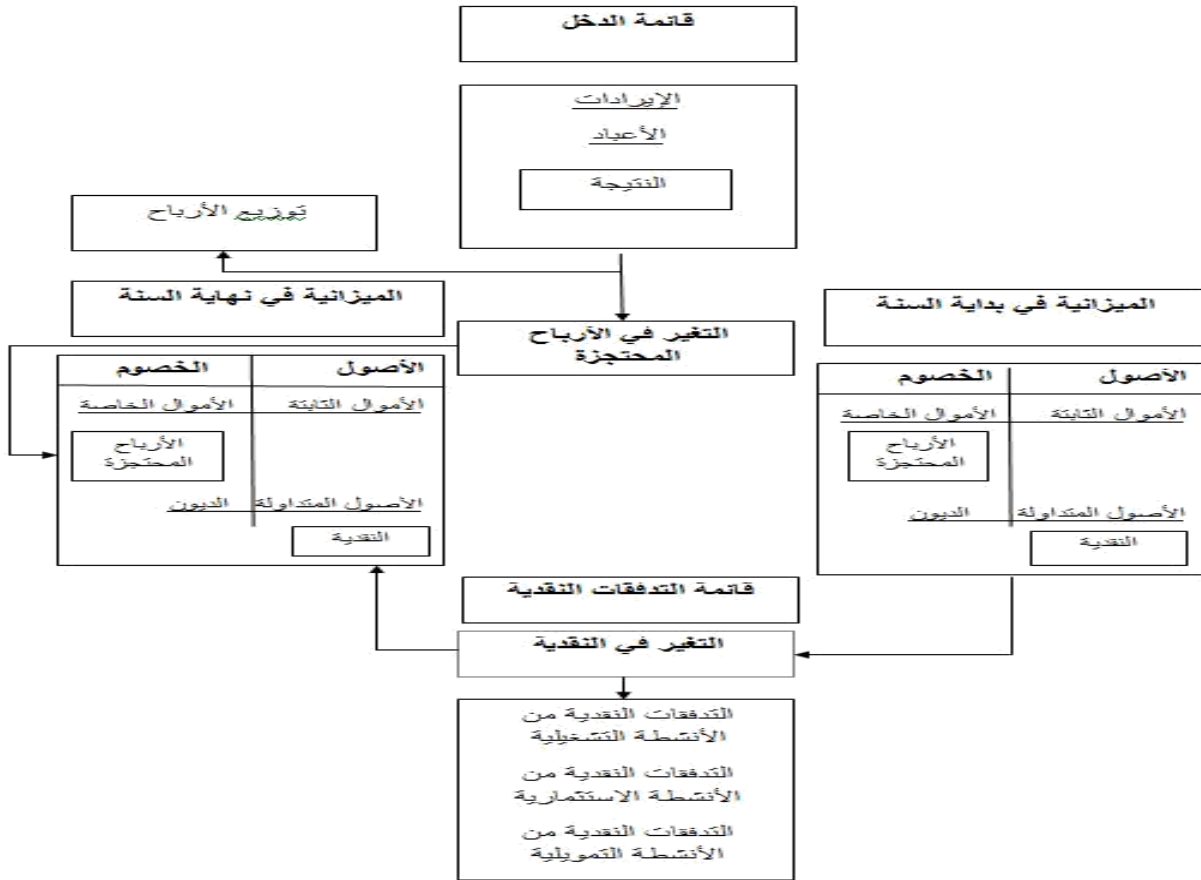 قائمة الدخل
الإيرادات
الأعباد
النتيجة
توزيع الأرباح
الميزانية في بداية السنة
الميزانية في نهاية السنة
التغير في الأرباح
المحتجزة
الأصول الخصوم
الأموال الثابتة الأموال الخاصة
الأرباح
المحتجزة
الأصول المتداولة الديون
النقدية
الأصول الخصوم
الأموال الثابتة الأموال الخاصة
الأرباح
المحتجزة
الأصول المتداولة الديون
النقدية
قائمة التدفقات النقدية
التغير في النقدية
التدفقات النقدية من
الأنشطة التشغيلية
التدفقات النقدية من
الأنشطة الاستثمارية
التدفقات النقدية من
الأنشطة التمويلية